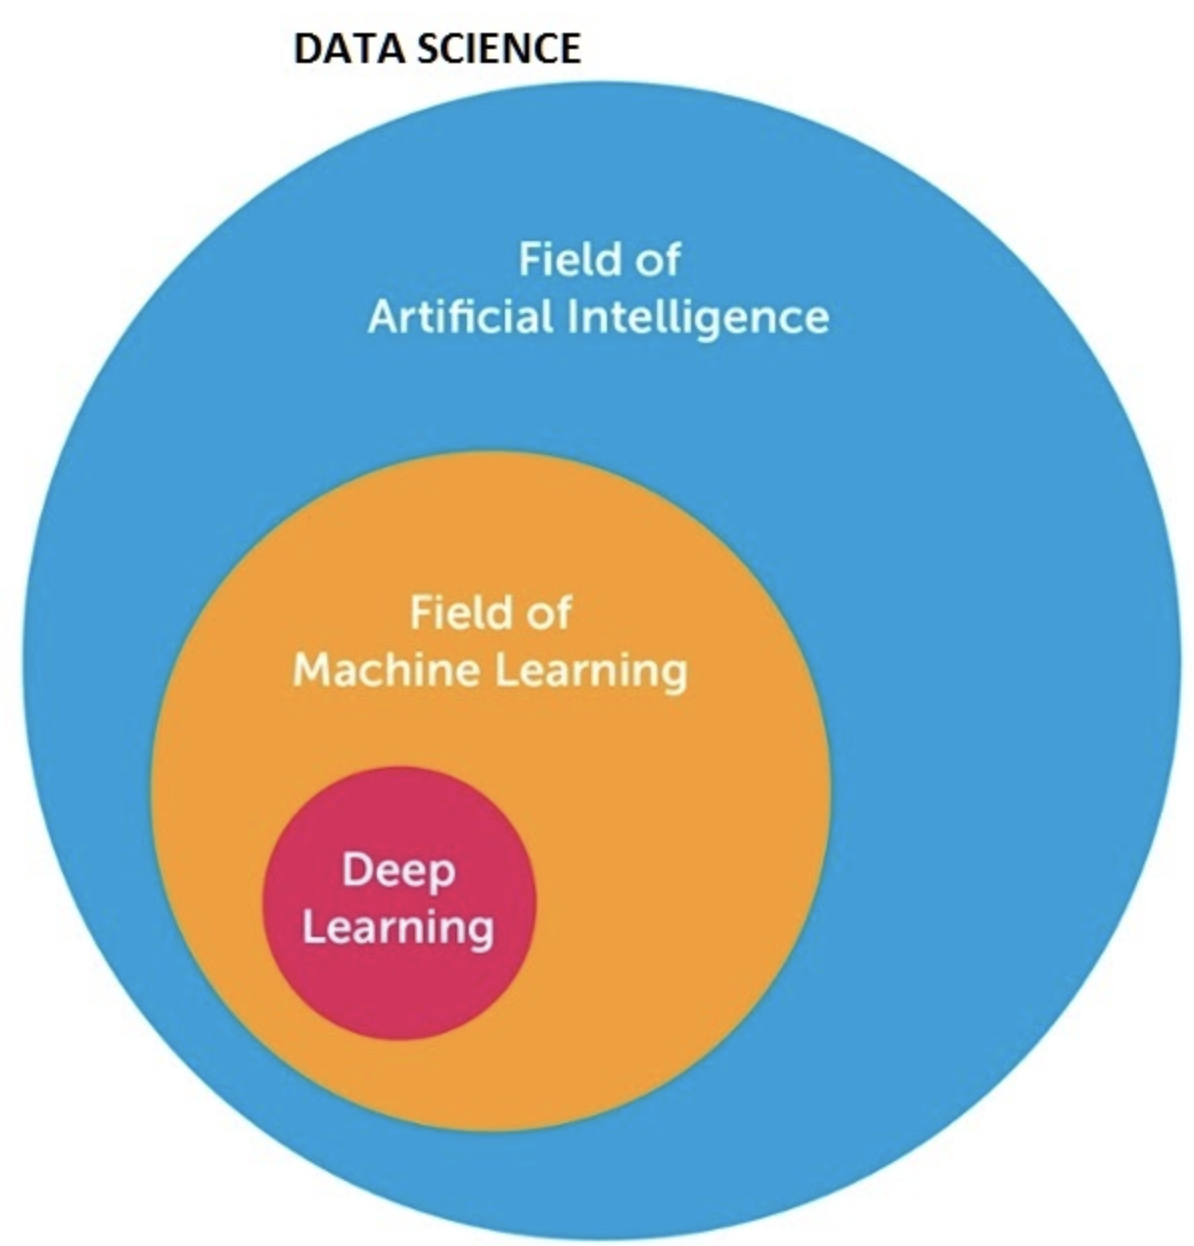 DATA SCIENCE
Field of
Artificial Intelligence
Field of
Machine Learning
Deep
Learning